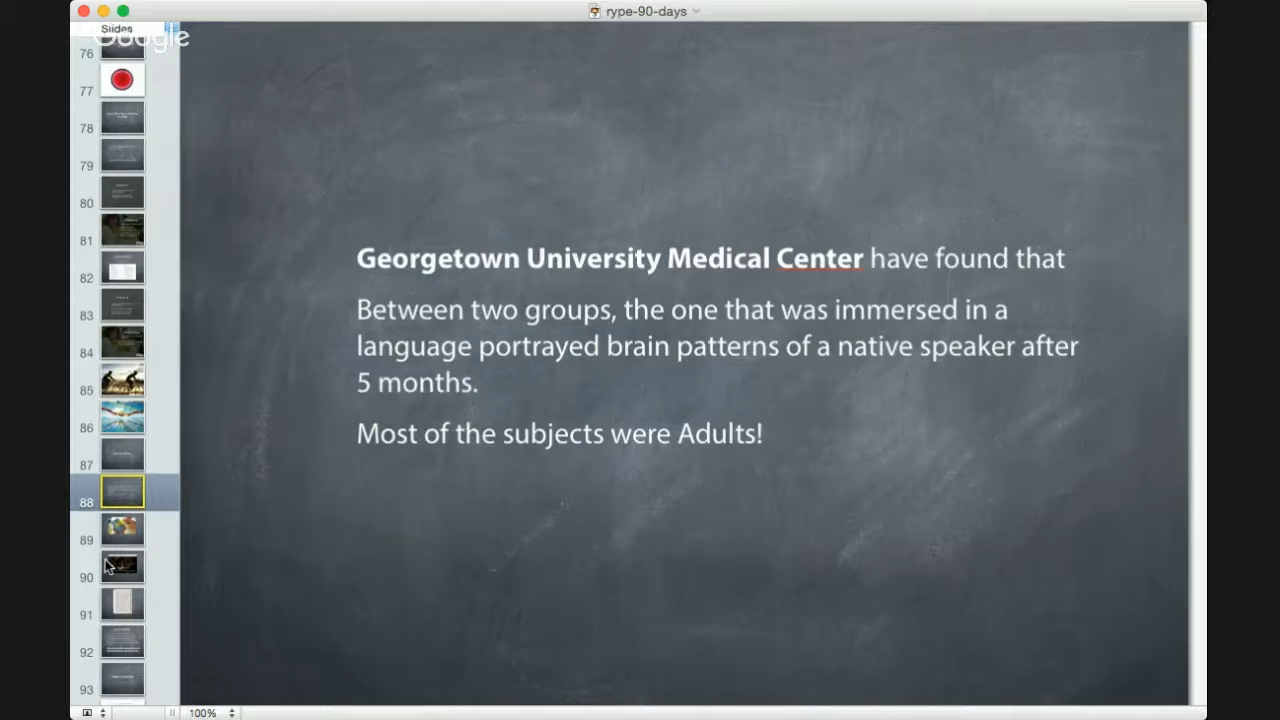 rype-90-days
Slides
Google
76
77
78
79
80
81
82
83
84
85
86
87
88
89
90
91
92
93
Georgetown University Medical Center have found that
Between two groups, the one that was immersed in a
language portrayed brain patterns of a native speaker after
5 months.
Most of the subjects were Adults!
100%